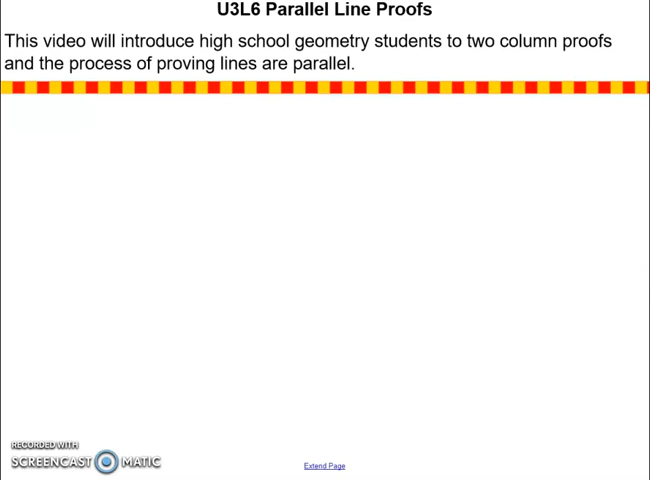 U3L6 Parallel Line Proofs
This video will introduce high school geometry students to two column proofs
and the process of proving lines are parallel.
RECORDED WITH
SCREENCAST MATIC
Extend Page